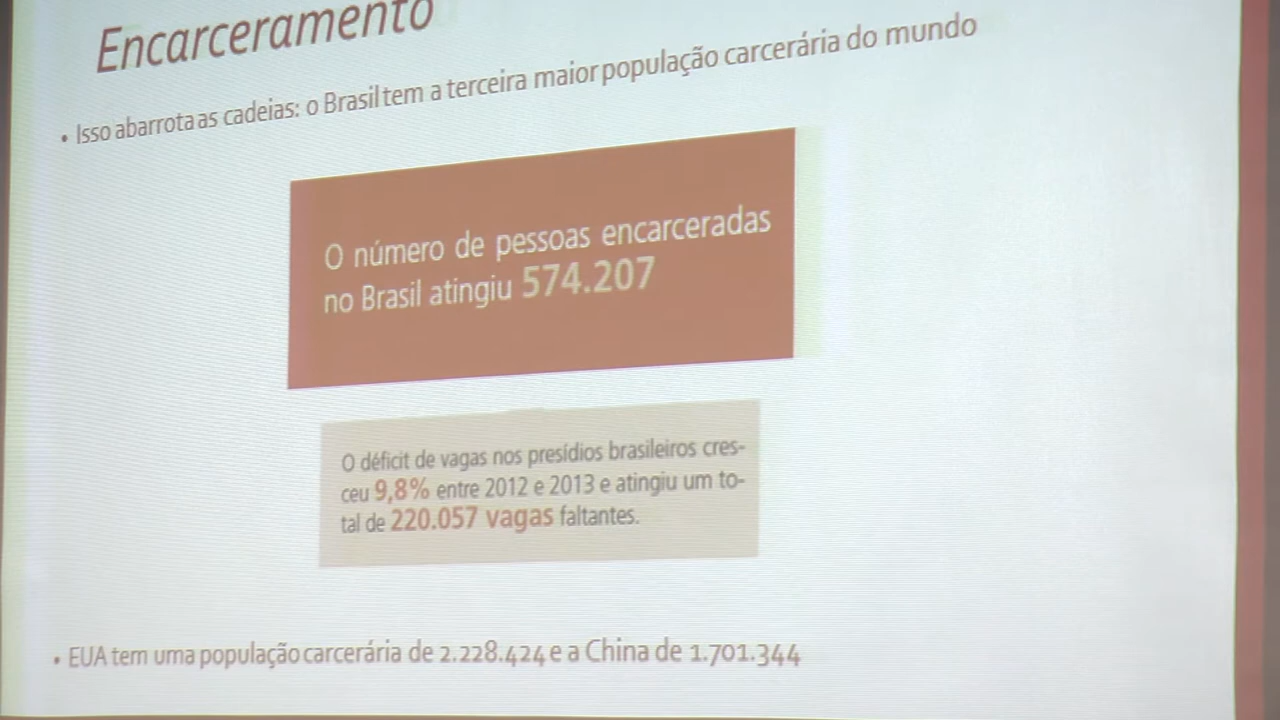 Encarceramento
• Isso abarrota as cadeias: o Brasil tem a terceira maior população carcerária do mundo
O número de pessoas encarceradas
no Brasil atingiu 574.207
O déficit de vagas nos presídios brasileiros cres-
ceu 9,8% entre 2012 e 2013 e atingiu um to-
tal de 220.057 vagas faltantes.
• EUA tem uma população carcerária de 2.228.424 e a China de 1.701.344